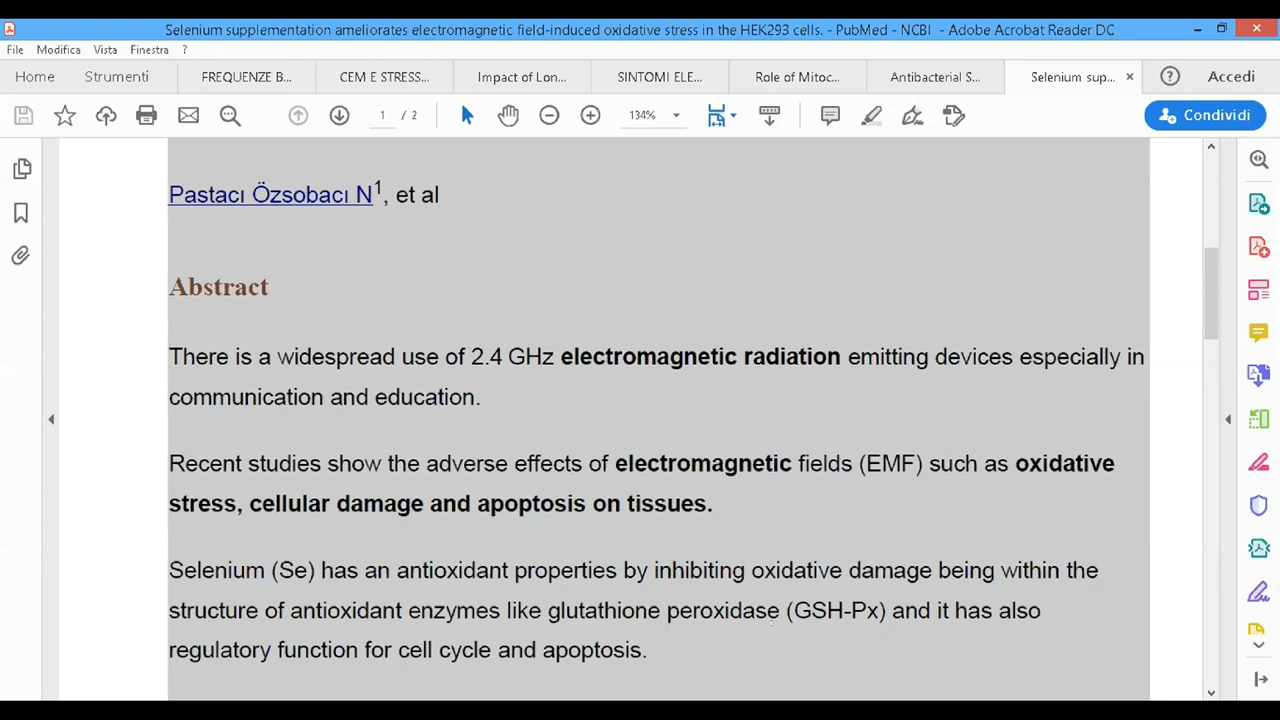 Selenium supplementation ameliorates electromagnetic field-induced oxidative stress in the HEK293 cells. - PubMed - NCBI - Adobe Acrobat Reader DC
File Modifica Vista Finestra ?
Home Strumenti FREQUENZE B... CEM E STRESS... Impact of Lon... SINTOMI ELE... Role of Mitoc... Antibacterial S... Selenium sup... × ? Accedi
1 / 2 134% Condividi
Pastacı Özsobacı N1, et al
Abstract
There is a widespread use of 2.4 GHz electromagnetic radiation emitting devices especially in
communication and education.
Recent studies show the adverse effects of electromagnetic fields (EMF) such as oxidative
stress, cellular damage and apoptosis on tissues.
Selenium (Se) has an antioxidant properties by inhibiting oxidative damage being within the
structure of antioxidant enzymes like glutathione peroxidase (GSH-Px) and it has also
regulatory function for cell cycle and apoptosis.